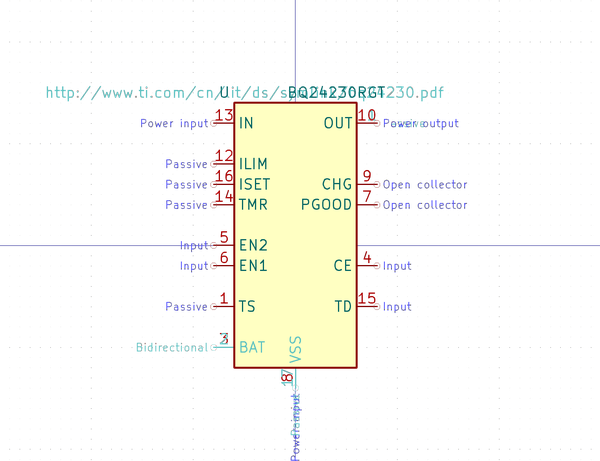 U BQ24230RGT
http://www.ti.com/cn/lit/ds/s
230.pdf
Power input 13 IN OUT 10 Power output
Passive 12 ILIM
Passive 16 ISET CHG 9 Open collector
Passive 14 TMR PGOOD 7 Open collector
Input 5 EN2
Input 6 EN1 CE 4 Input
Passive 1 TS TD 15 Input
Bidirectional 3 BAT
VSS
8
Power input